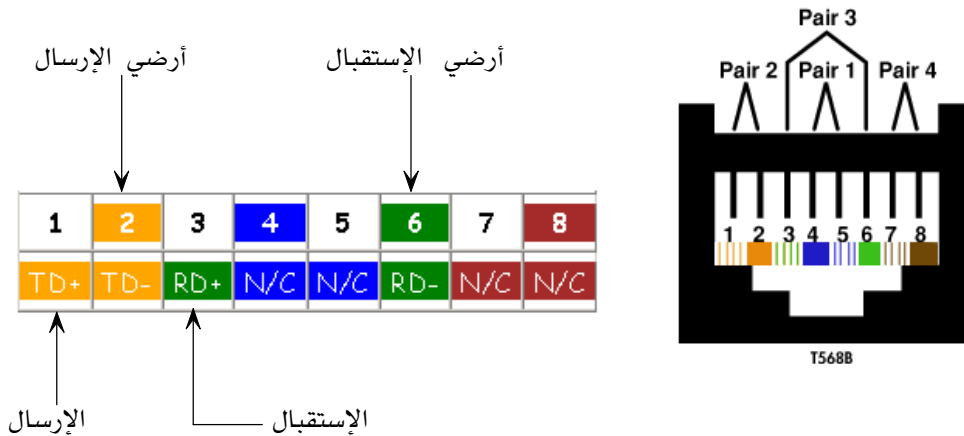 أرضي الإرسال
أرضي الإستقبال
1 2 3 4 5 6 7 8
TD+ TD- RD+ N/C N/C RD- N/C N/C
الإرسال
الإستقبال
Pair 3
Pair 2 Pair 1 Pair 4
1 2 3 4 5 6 7 8
T568B